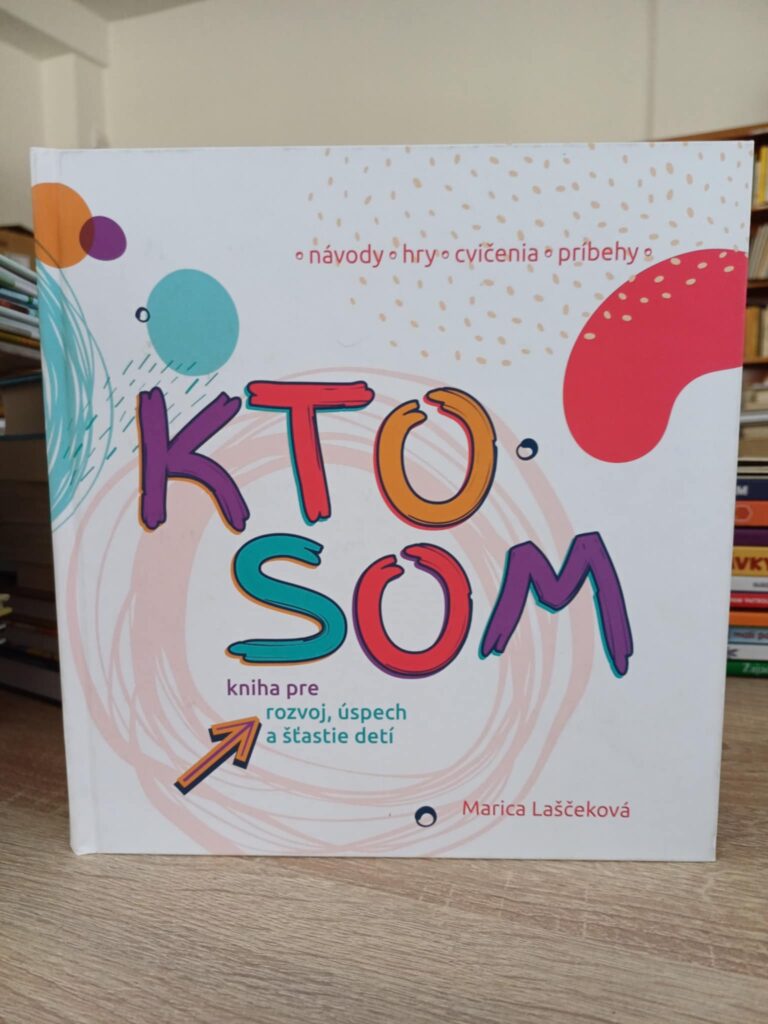 ◦ návody ◦ hry ◦ cvičenia ◦ príbehy ◦
KTO
SOM
kniha pre
rozvoj, úspech
a šťastie detí
Marica Laščeková